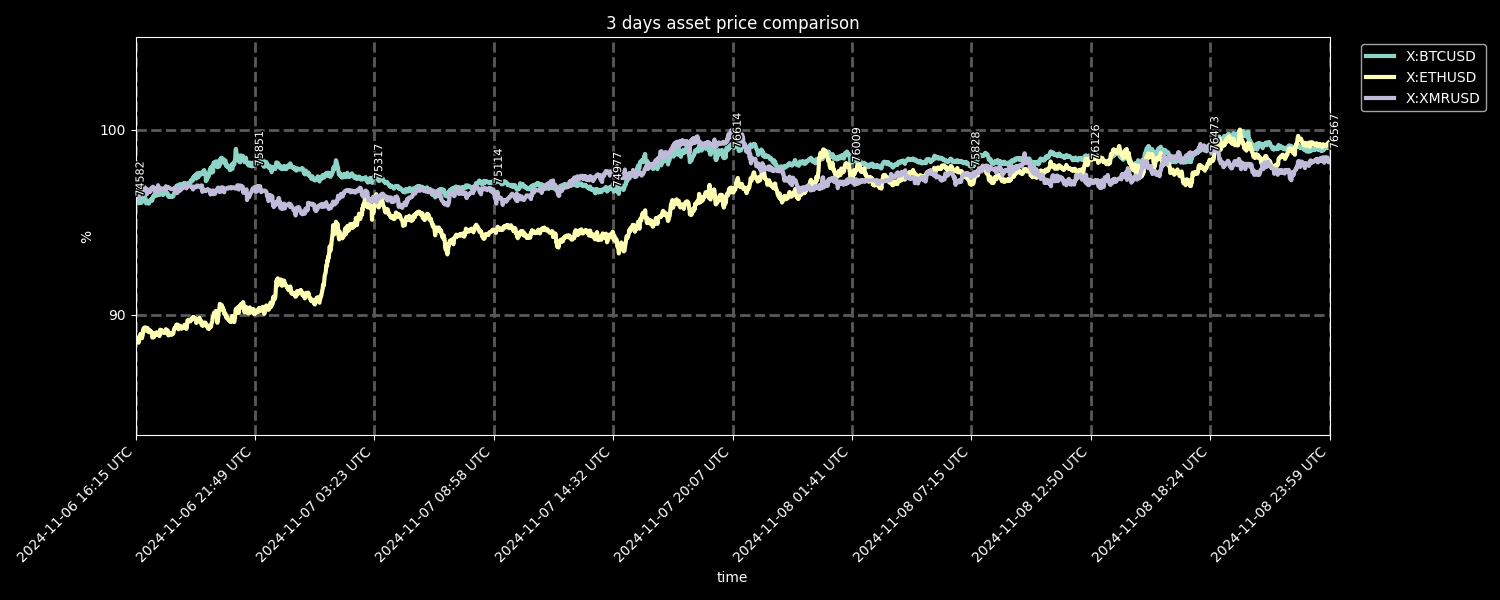 3 days asset price comparison
X:BTCUSD
X:ETHUSD
X:XMRUSD
100
90
%
74582
75851
75317
75114
74977
76614
76009
75828
76126
76473
76567
2024-11-06 16:15 UTC
2024-11-06 21:49 UTC
2024-11-07 03:23 UTC
2024-11-07 08:58 UTC
2024-11-07 14:32 UTC
2024-11-07 20:07 UTC
2024-11-08 01:41 UTC
2024-11-08 07:15 UTC
2024-11-08 12:50 UTC
2024-11-08 18:24 UTC
2024-11-08 23:59 UTC
time